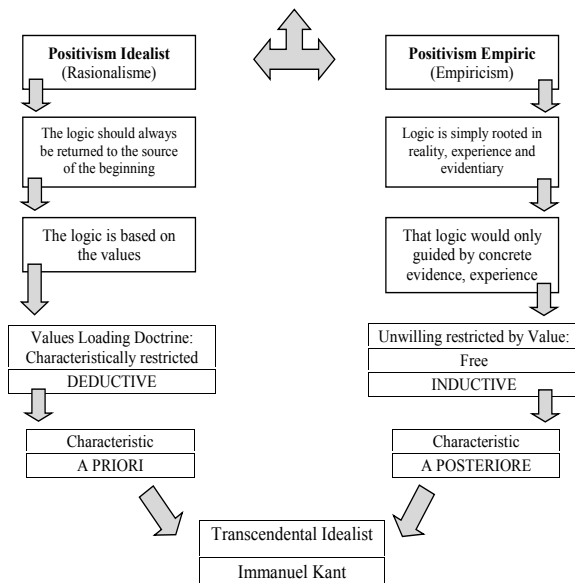 Positivism Idealist
(Rasionalisme)
The logic should always
be returned to the source
of the beginning
The logic is based on
the values
Values Loading Doctrine:
Characteristically restricted
DEDUCTIVE
Characteristic
A PRIORI
Positivism Empiric
(Empiricism)
Logic is simply rooted in
reality, experience and
evidentiary
That logic would only
guided by concrete
evidence, experience
Unwilling restricted by Value:
Free
INDUCTIVE
Characteristic
A POSTERIORE
Transcendental Idealist
Immanuel Kant